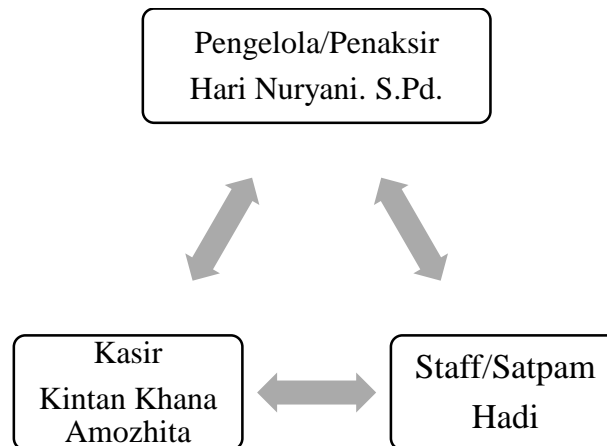 Pengelola/Penaksir
Hari Nuryani. S.Pd.
Kasir
Kintan Khana
Amozhita
Staff/Satpam
Hadi